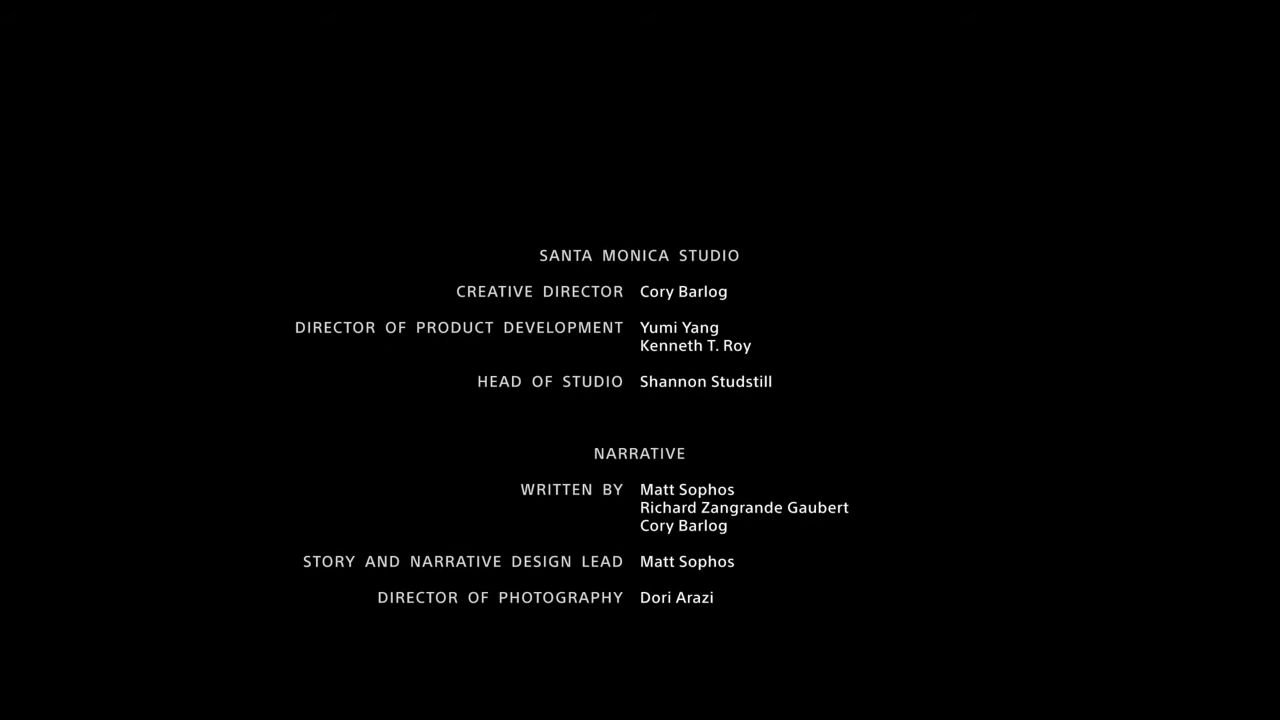 SANTA MONICA STUDIO
CREATIVE DIRECTOR Cory Barlog
DIRECTOR OF PRODUCT DEVELOPMENT Yumi Yang
Kenneth T. Roy
HEAD OF STUDIO Shannon Studstill
NARRATIVE
WRITTEN BY Matt Sophos
Richard Zangrande Gaubert
Cory Barlog
STORY AND NARRATIVE DESIGN LEAD Matt Sophos
DIRECTOR OF PHOTOGRAPHY Dori Arazi